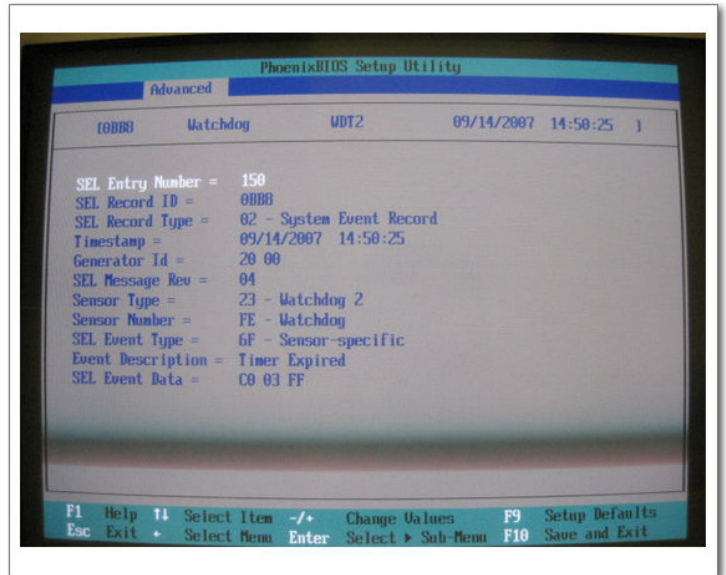 PhoenixBIOS Setup Utility
Advanced
[0BB8 Watchdog WDT2 09/14/2007 14:50:25 ]
SEL Entry Number = 150
SEL Record ID = 0BB8
SEL Record Type = 02 - System Event Record
Timestamp = 09/14/2007 14:50:25
Generator Id = 20 00
SEL Message Rev = 04
Sensor Type = 23 - Watchdog 2
Sensor Number = FE - Watchdog
SEL Event Type = 6F - Sensor-specific
Event Description = Timer Expired
SEL Event Data = C0 03 FF
F1 Help ↑↓ Select Item -/+ Change Values F9 Setup Defaults
Esc Exit ← Select Menu Enter Select ▶ Sub-Menu F10 Save and Exit